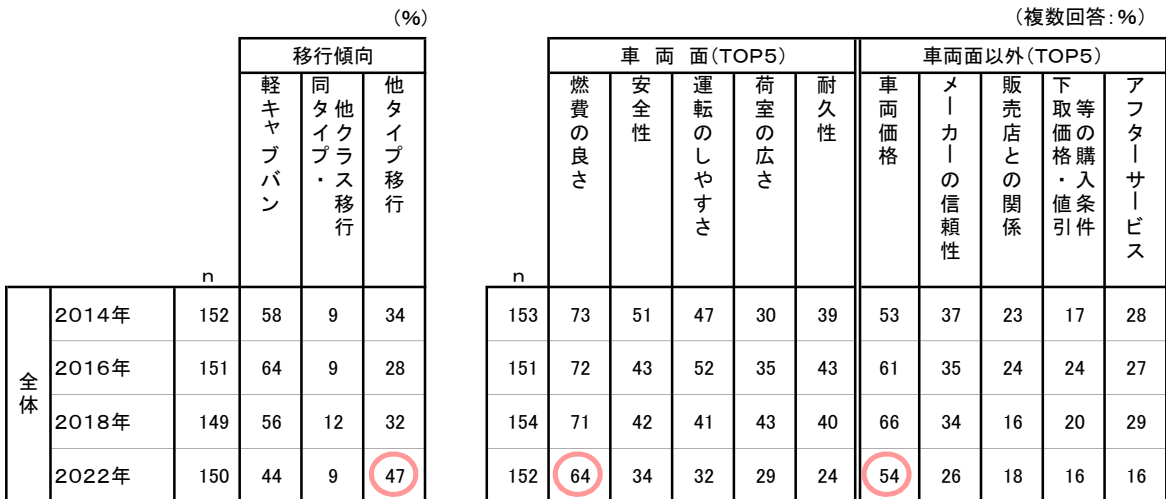 (%)
(複数回答:%)
移行傾向
車両面(TOP5)
車両面以外(TOP5)
軽キャブバン
同タイプ・
他クラス移行
他タイプ移行
燃費の良さ
安全性
運転のしやすさ
荷室の広さ
耐久性
車両価格
メーカーの信頼性
販売店との関係
下取価格・値引
等の購入条件
アフターサービス
n
n
全体
2014年 152 58 9 34 153 73 51 47 30 39 53 37 23 17 28
2016年 151 64 9 28 151 72 43 52 35 43 61 35 24 24 27
2018年 149 56 12 32 154 71 42 41 43 40 66 34 16 20 29
2022年 150 44 9 47 152 64 34 32 29 24 54 26 18 16 16